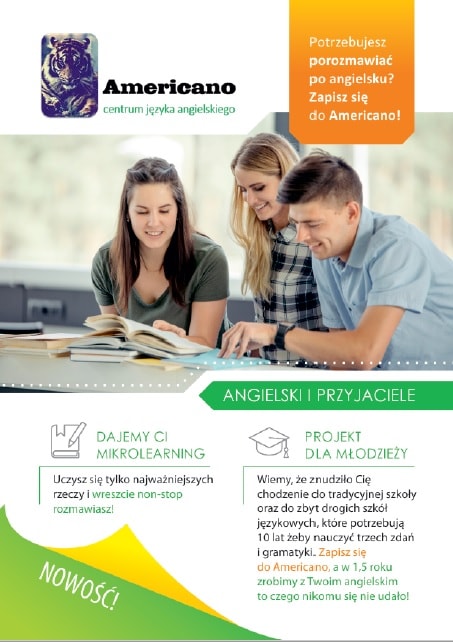 Potrzebujesz
porozmawiać
po angielsku?
Zapisz się
do Americano!
Americano
centrum języka angielskiego
ANGIELSKI I PRZYJACIELE
DAJEMY CI
MIKROLEARNING
Uczysz się tylko najważniejszych
rzeczy i wreszcie non-stop
rozmawiasz!
PROJEKT
DLA MŁODZIEŻY
Wiemy, że znudziło Cię
chodzenie do tradycyjnej szkoły
oraz do zbyt drogich szkół
językowych, które potrzebują
10 lat żeby nauczyć trzech zdań
i gramatyki.. Zapisz się
do Americano, a w 1,5 roku
zrobimy z Twoim angielskim
to czego nikomu się nie udało!
NOWOŚĆ!